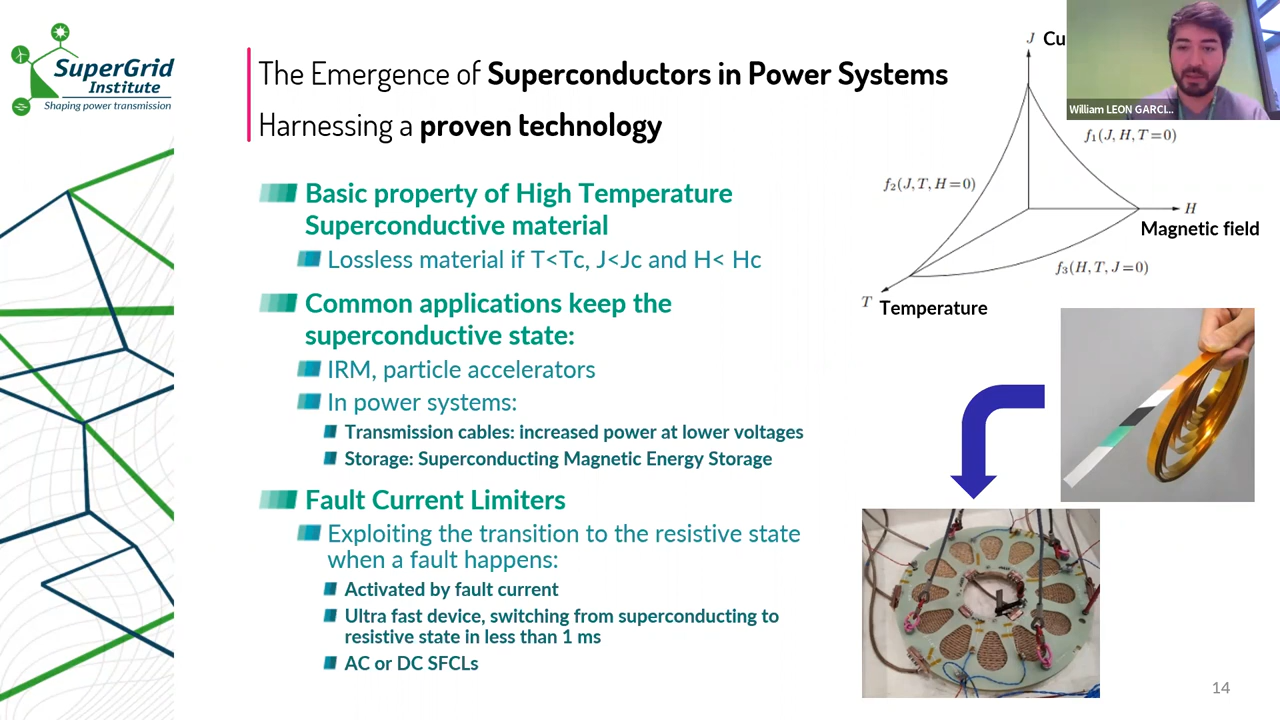 SuperGrid
Institute
Shaping power transmission
The Emergence of Superconductors in Power Systems
Harnessing a proven technology
Basic property of High Temperature
Superconductive material
Lossless material if T<Tc, J<Jc and H< Hc
Common applications keep the
superconductive state:
IRM, particle accelerators
In power systems:
Transmission cables: increased power at lower voltages
Storage: Superconducting Magnetic Energy Storage
Fault Current Limiters
Exploiting the transition to the resistive state
when a fault happens:
Activated by fault current
Ultra fast device, switching from superconducting to
resistive state in less than 1 ms
AC or DC SFCLs
J Cu
William LEON GARCI...
f₁(J, H, T=0)
f₂(J, T, H=0)
H
Magnetic field
f₃(H, T, J=0)
T Temperature
14